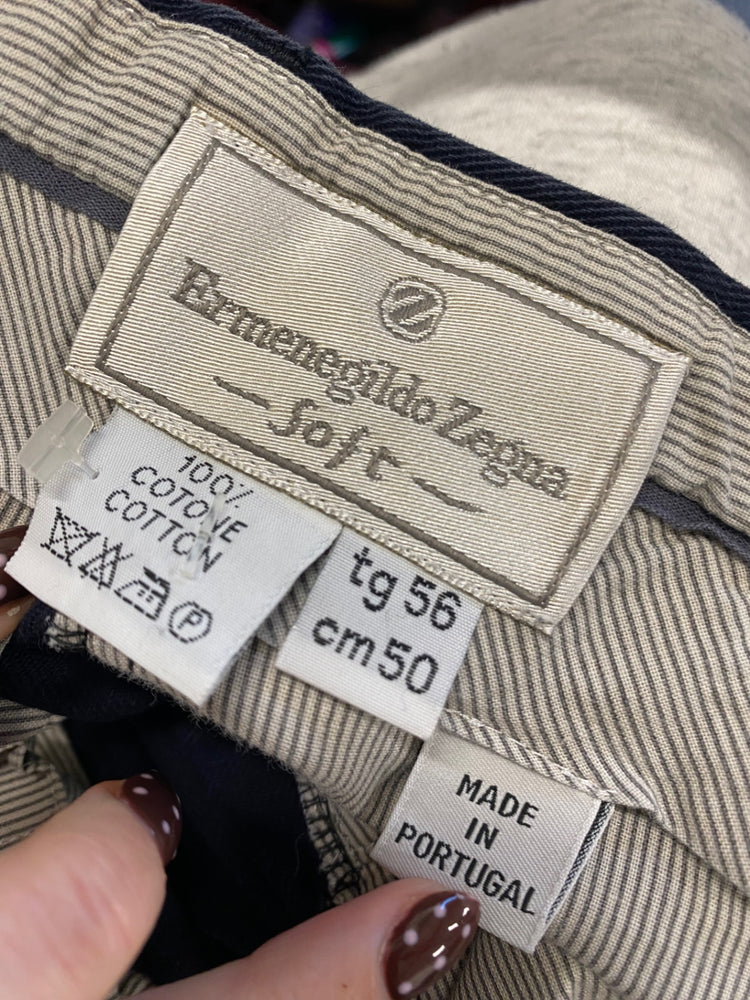 Z
Ermenegildo Zegna
Soft
100%
COTONE
COTTON
P
tg 56
cm 50
MADE
IN
PORTUGAL